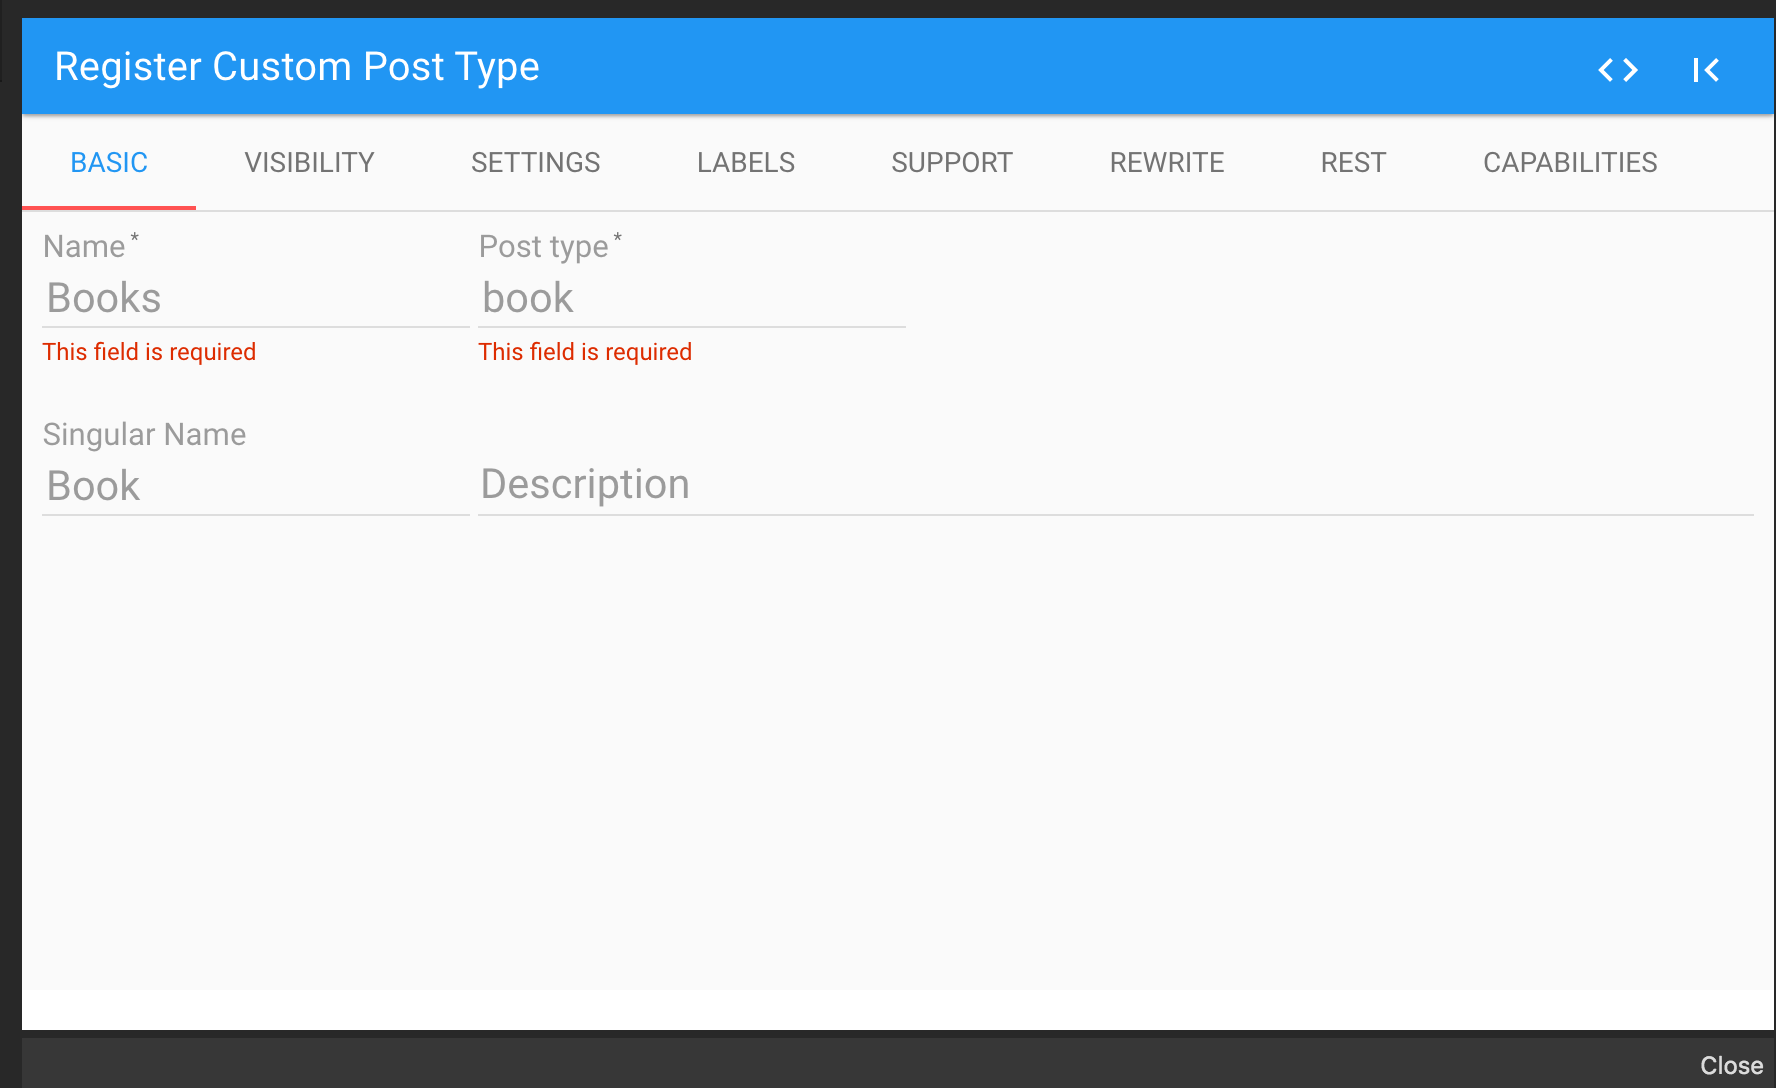 Register Custom Post Type
BASIC VISIBILITY SETTINGS LABELS SUPPORT REWRITE REST CAPABILITIES
Name * Post type *
Books book
This field is required This field is required
Singular Name
Book Description
Close